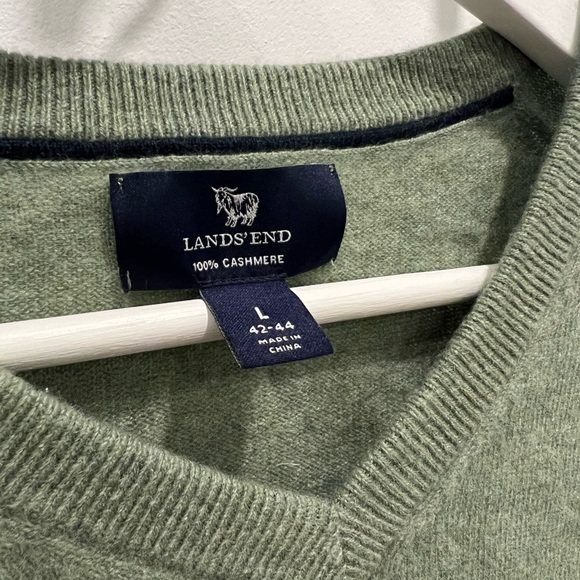 LANDS' END
100% CASHMERE
L
42-44
MADE IN
CHINA